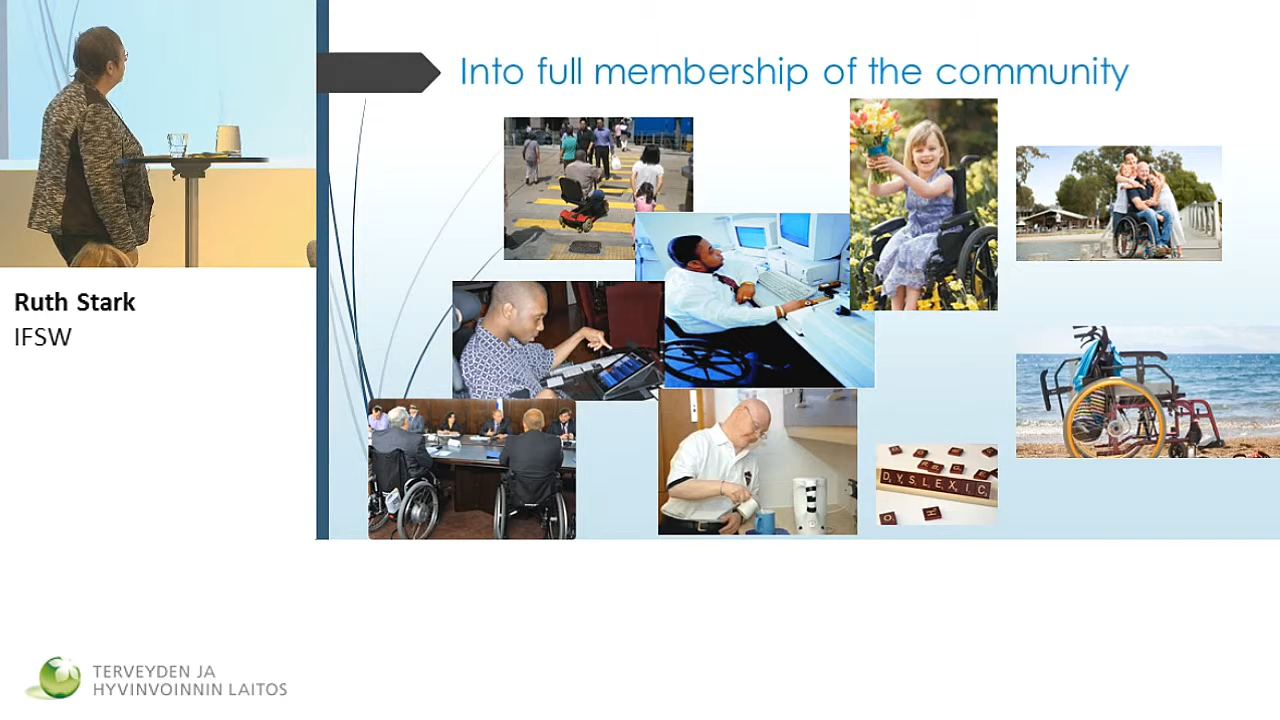 Into full membership of the community
Ruth Stark
IFSW
DYSLEXIC
TERVEYDEN JA
HYVINVOINNIN LAITOS